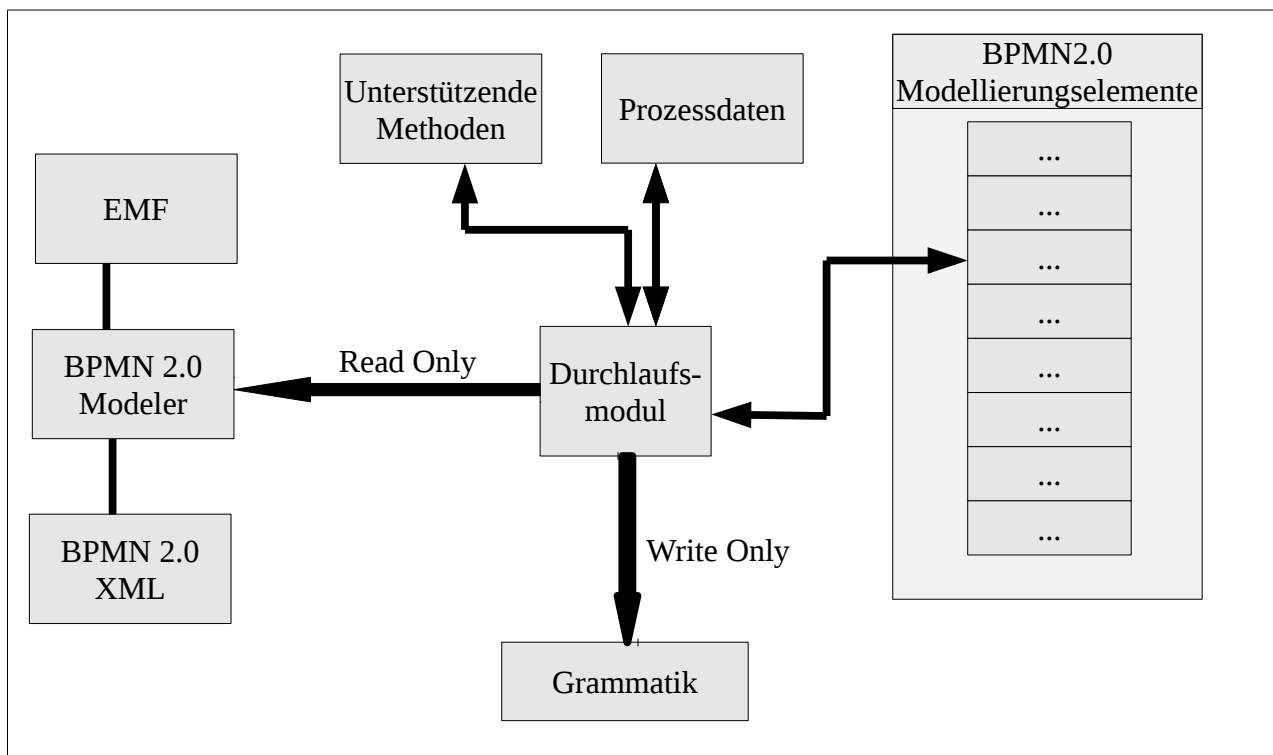 Unterstützende
Methoden
Prozessdaten
BPMN2.0
Modellierungselemente
...
...
...
...
...
...
...
...
EMF
BPMN 2.0
Modeler
Read Only
Durchlaufs-
modul
BPMN 2.0
XML
Write Only
Grammatik